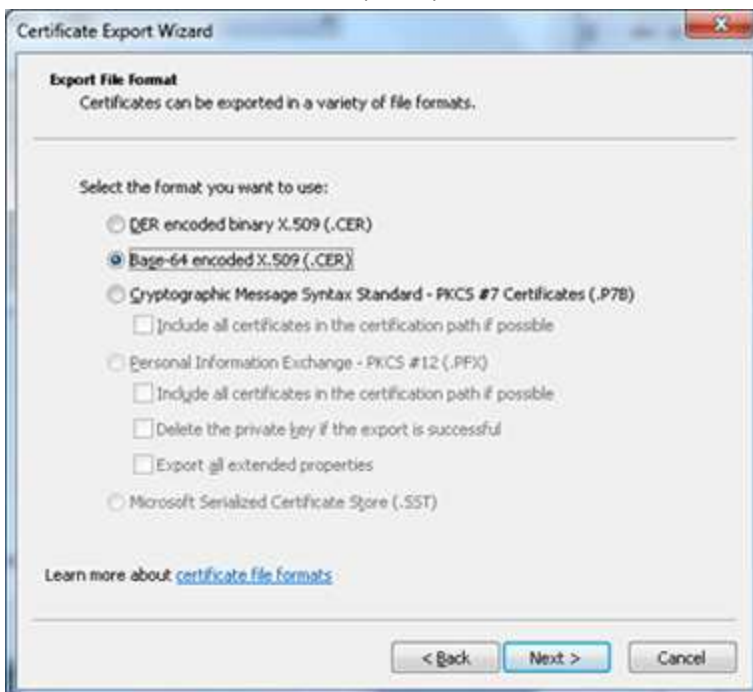 Certificate Export Wizard
Export File Format
Certificates can be exported in a variety of file formats.
Select the format you want to use:
DER encoded binary X.509 (.CER)
Base-64 encoded X.509 (.CER)
Cryptographic Message Syntax Standard - PKCS #7 Certificates (.P7B)
Include all certificates in the certification path if possible
Personal Information Exchange - PKCS #12 (.PFX)
Include all certificates in the certification path if possible
Delete the private key if the export is successful
Export all extended properties
Microsoft Serialized Certificate Store (.SST)
Learn more about certificate file formats
< Back Next > Cancel